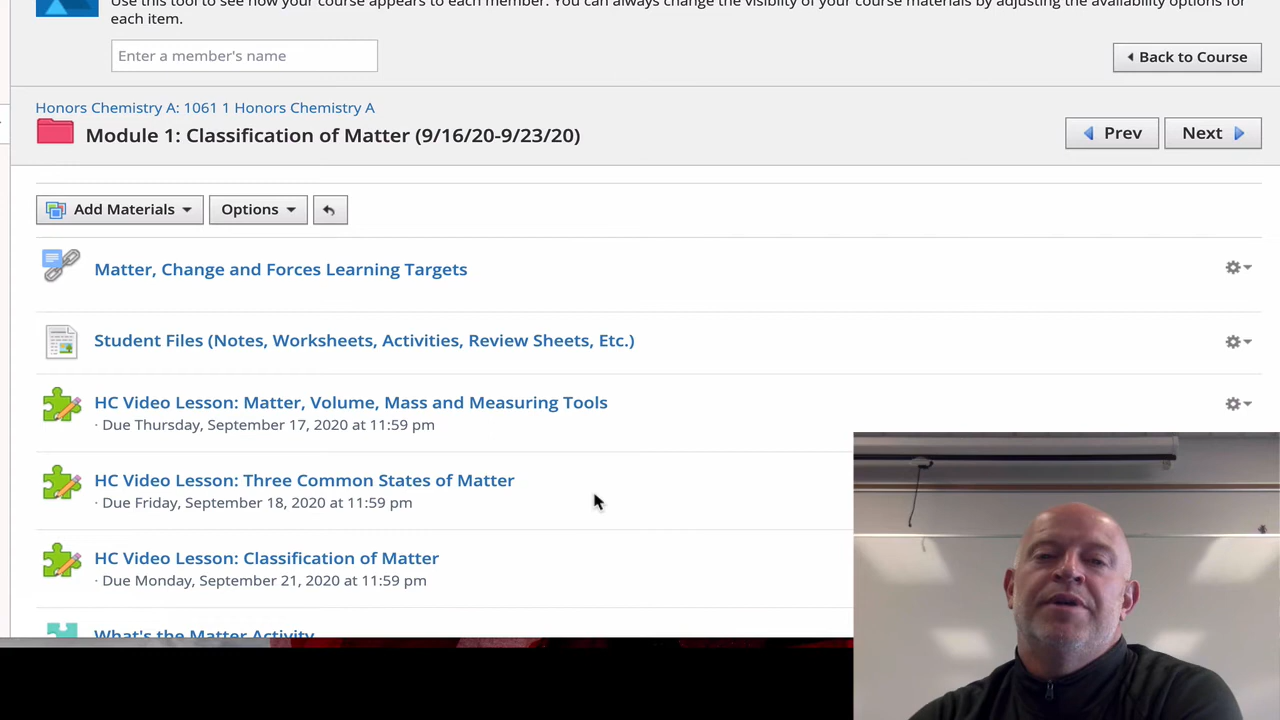 Use this tool to see how your course appears to each member. You can always change the visiblity of your course materials by adjusting the availability options for
each item.
Enter a member's name
Back to Course
Honors Chemistry A: 1061 1 Honors Chemistry A
Module 1: Classification of Matter (9/16/20-9/23/20)
Prev
Next
Add Materials
Options
Matter, Change and Forces Learning Targets
Student Files (Notes, Worksheets, Activities, Review Sheets, Etc.)
HC Video Lesson: Matter, Volume, Mass and Measuring Tools
· Due Thursday, September 17, 2020 at 11:59 pm
HC Video Lesson: Three Common States of Matter
· Due Friday, September 18, 2020 at 11:59 pm
HC Video Lesson: Classification of Matter
· Due Monday, September 21, 2020 at 11:59 pm
What's the Matter Activity